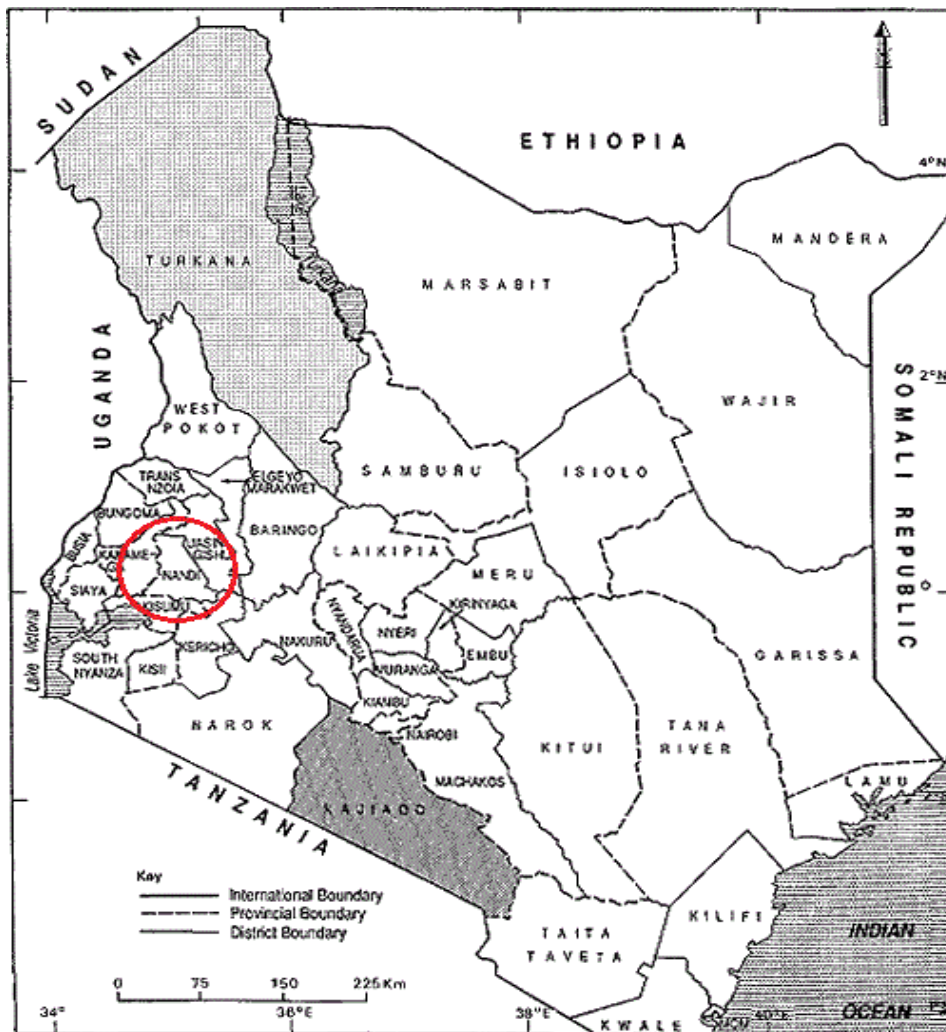 SUDAN
ETHIOPIA
4°N
MANDERA
TURKANA
MARSABIT
UGANDA
2°N
SOMALI REPUBLIC
WAJIR
WEST
POKOT
SAMBURU
ISIOLO
TRANS
NZOIA
ELGEYO
MARAKWET
BUNGOMA
BARINGO
BUSIA
LAIKIPIA
NANDI
MERU
0
SIAYA
KISUMU
KIRINYAGA
NYANDARUA
NYERI
Lake Victoria
KERICHO
NAKURU
EMBU
GARISSA
SOUTH
NYANZA
KISII
MURANGA
KIAMBU
NAROK
NAIROBI
KITUI
TANA
RIVER
MACHAKOS
LAMU
TANZANIA
KAJIADO
Key
International Boundary
Provincial Boundary
District Boundary
KILIFI
INDIAN
TAITA
TAVETA
0 75 150 225 Km
OCEAN
34° 36°E 38°E 40°E
KWALE